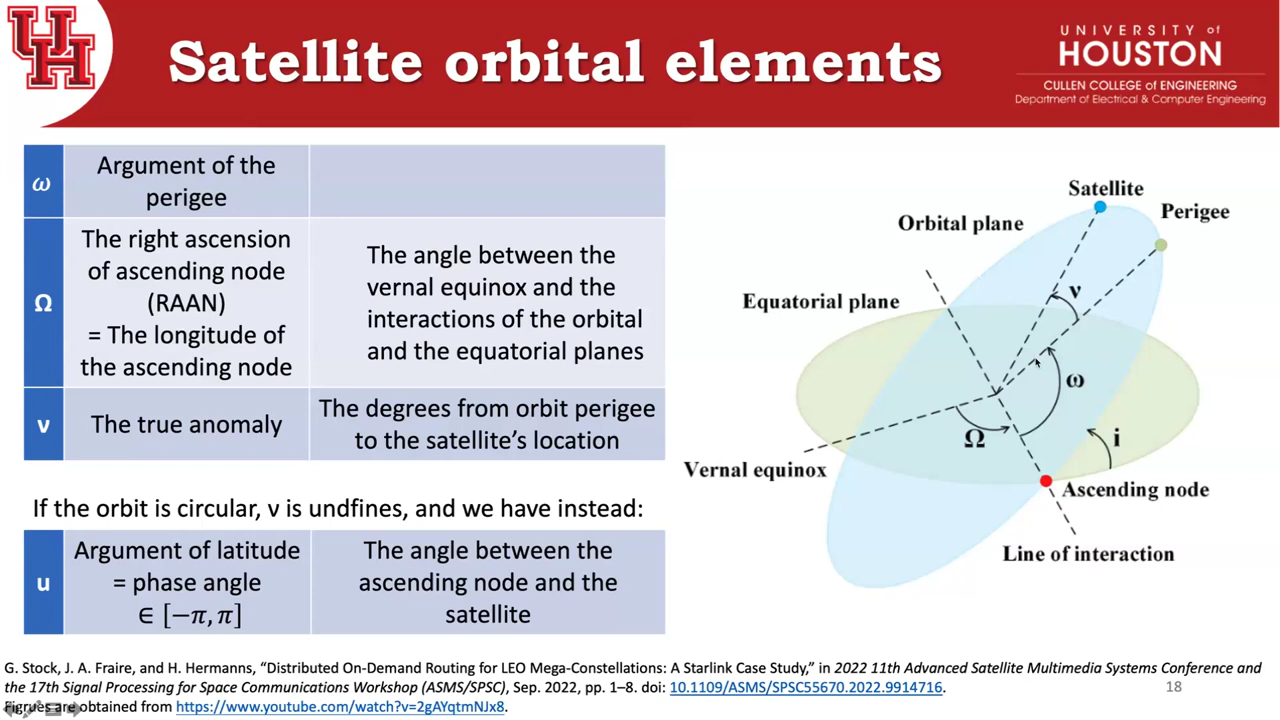 UH
Satellite orbital elements
UNIVERSITY of
HOUSTON
CULLEN COLLEGE of ENGINEERING
Department of Electrical & Computer Engineering
ω
Argument of the
perigee
Ω
The right ascension
of ascending node
(RAAN)
= The longitude of
the ascending node
The angle between the
vernal equinox and the
interactions of the orbital
and the equatorial planes
ν
The true anomaly
The degrees from orbit perigee
to the satellite's location
If the orbit is circular, ν is undfines, and we have instead:
u
Argument of latitude
= phase angle
∈ [−π, π]
The angle between the
ascending node and the
satellite
Satellite
Perigee
Orbital plane
ν
Equatorial plane
ω
Ω
i
Vernal equinox
Ascending node
Line of interaction
G. Stock, J. A. Fraire, and H. Hermanns, "Distributed On-Demand Routing for LEO Mega-Constellations: A Starlink Case Study," in 2022 11th Advanced Satellite Multimedia Systems Conference and
the 17th Signal Processing for Space Communications Workshop (ASMS/SPSC), Sep. 2022, pp. 1–8. doi: 10.1109/ASMS/SPSC55670.2022.9914716.
18
Figrues are obtained from https://www.youtube.com/watch?v=2gAYqtmNJx8.